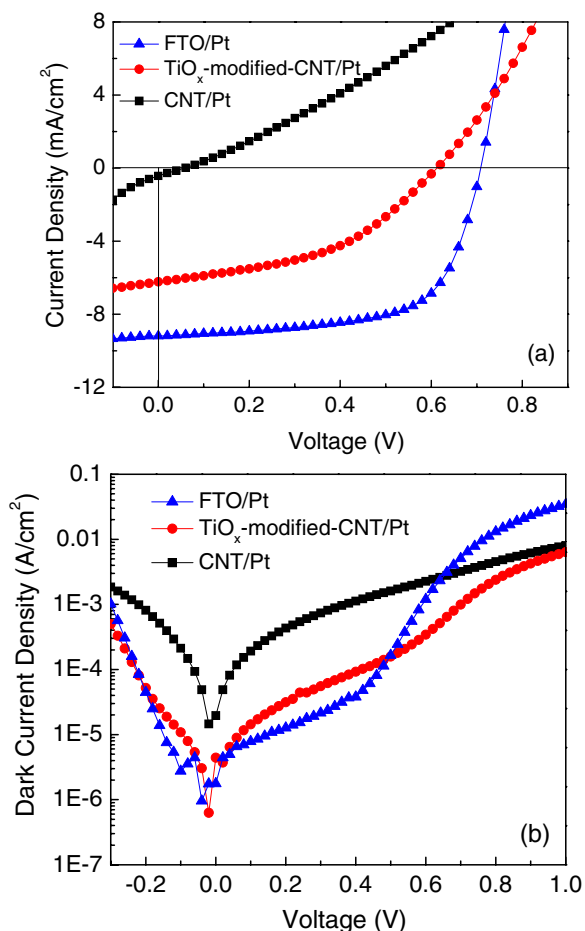 8
4
0
-4
-8
-12
Current Density (mA/cm²)
FTO/Pt
TiOₓ-modified-CNT/Pt
CNT/Pt
(a)
0.0 0.2 0.4 0.6 0.8
Voltage (V)
0.1
0.01
1E-3
1E-4
1E-5
1E-6
1E-7
Dark Current Density (A/cm²)
FTO/Pt
TiOₓ-modified-CNT/Pt
CNT/Pt
(b)
-0.2 0.0 0.2 0.4 0.6 0.8 1.0
Voltage (V)